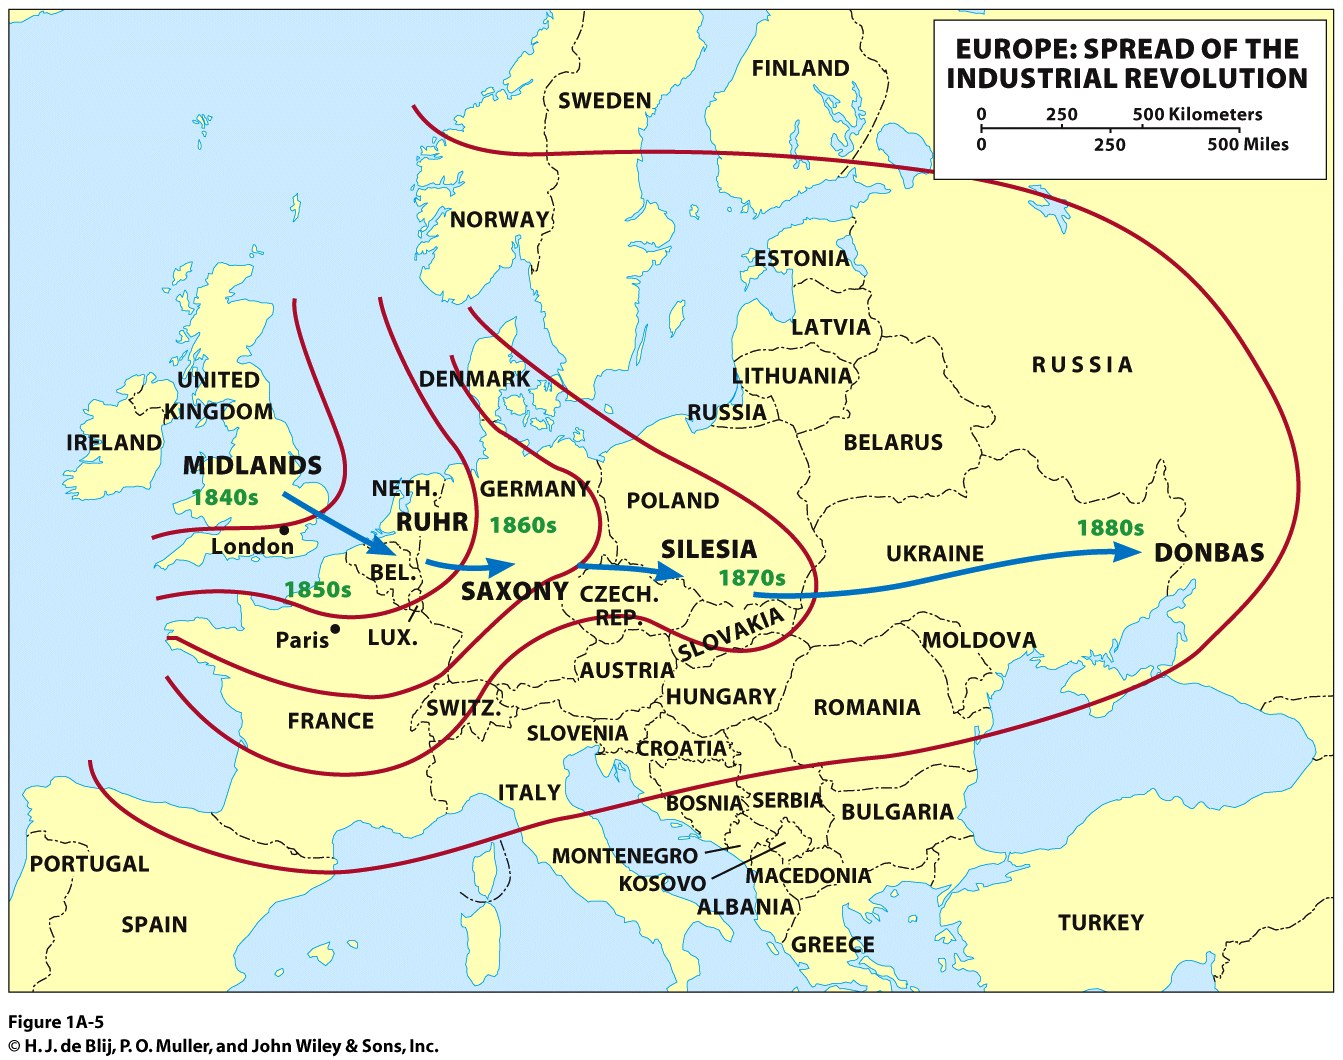 EUROPE: SPREAD OF THE
INDUSTRIAL REVOLUTION
0 250 500 Kilometers
0 250 500 Miles
FINLAND
SWEDEN
NORWAY
ESTONIA
LATVIA
RUSSIA
LITHUANIA
RUSSIA
BELARUS
DENMARK
UNITED
KINGDOM
IRELAND
MIDLANDS
1840s
London
NETH.
RUHR
GERMANY
1860s
POLAND
SILESIA
1870s
UKRAINE
1880s
DONBAS
BEL.
1850s
SAXONY
CZECH.
REP.
SLOVAKIA
Paris
LUX.
MOLDOVA
AUSTRIA
HUNGARY
ROMANIA
FRANCE
SWITZ.
SLOVENIA
CROATIA
ITALY
BOSNIA
SERBIA
BULGARIA
MONTENEGRO
KOSOVO
MACEDONIA
ALBANIA
GREECE
TURKEY
PORTUGAL
SPAIN
Figure 1A-5
© H. J. de Blij, P. O. Muller, and John Wiley & Sons, Inc.